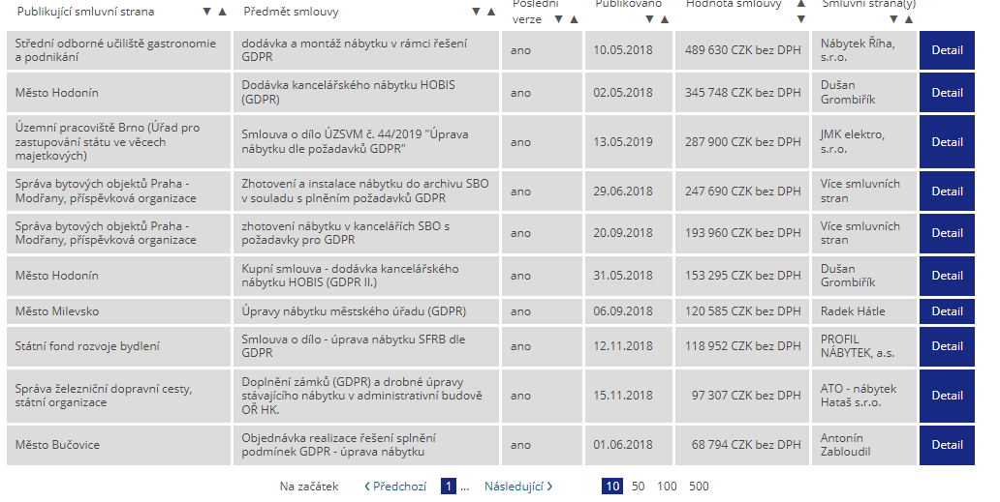 Publikující smluvní strana ▼ ▲ Předmět smlouvy ▼ ▲ Poslední verze ▼ ▲ Publikováno ▼ ▲ Hodnota smlouvy ▲ ▼ Smluvní strana(y) ▼ ▲
Střední odborné učiliště gastronomie
a podnikání
dodávka a montáž nábytku v rámci řešení
GDPR
ano
10.05.2018
489 630 CZK bez DPH
Nábytek Říha,
s.r.o.
Detail
Město Hodonín
Dodávka kancelářského nábytku HOBIS
(GDPR)
ano
02.05.2018
345 748 CZK bez DPH
Dušan
Grombiřík
Detail
Územní pracoviště Brno (Úřad pro
zastupování státu ve věcech
majetkových)
Smlouva o dílo ÚZSVM č. 44/2019 "Úprava
nábytku dle požadavků GDPR"
ano
13.05.2019
287 900 CZK bez DPH
JMK elektro,
s.r.o.
Detail
Správa bytových objektů Praha -
Modřany, příspěvková organizace
Zhotovení a instalace nábytku do archivu SBO
v souladu s plněním požadavků GDPR
ano
29.06.2018
247 690 CZK bez DPH
Více smluvních
stran
Detail
Správa bytových objektů Praha -
Modřany, příspěvková organizace
zhotovení nábytku v kancelářích SBO s
požadavky pro GDPR
ano
20.09.2018
193 960 CZK bez DPH
Více smluvních
stran
Detail
Město Hodonín
Kupní smlouva - dodávka kancelářského
nábytku HOBIS (GDPR II.)
ano
31.05.2018
153 295 CZK bez DPH
Dušan
Grombiřík
Detail
Město Milevsko
Úpravy nábytku městského úřadu (GDPR)
ano
06.09.2018
120 585 CZK bez DPH
Radek Hátle
Detail
Státní fond rozvoje bydlení
Smlouva o dílo - úprava nábytku SFRB dle
GDPR
ano
12.11.2018
118 952 CZK bez DPH
PROFIL
NÁBYTEK, a.s.
Detail
Správa železniční dopravní cesty,
státní organizace
Doplnění zámků (GDPR) a drobné úpravy
stávajícího nábytku v administrativní budově
OŘ HK.
ano
15.11.2018
97 307 CZK bez DPH
ATO - nábytek
Hataš s.r.o.
Detail
Město Bučovice
Objednávka realizace řešení splnění
podmínek GDPR - úprava nábytku
ano
01.06.2018
68 794 CZK bez DPH
Antonín
Zabloudil
Detail
Na začátek ‹ Předchozí 1 ... Následující › 10 50 100 500